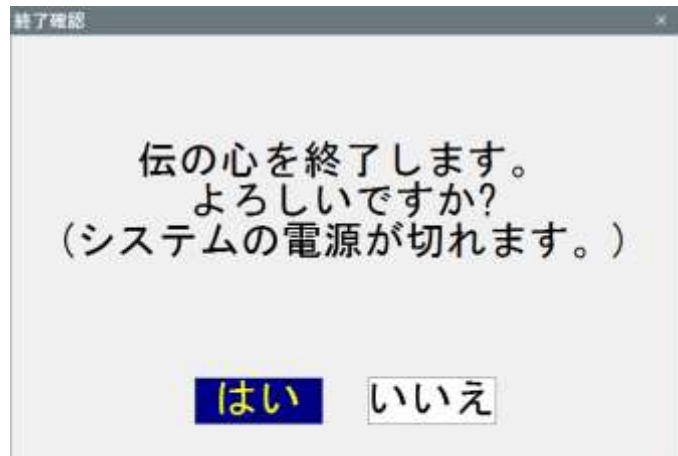 終了確認
伝の心を終了します。
よろしいですか?
(システムの電源が切れます。)
はい いいえ